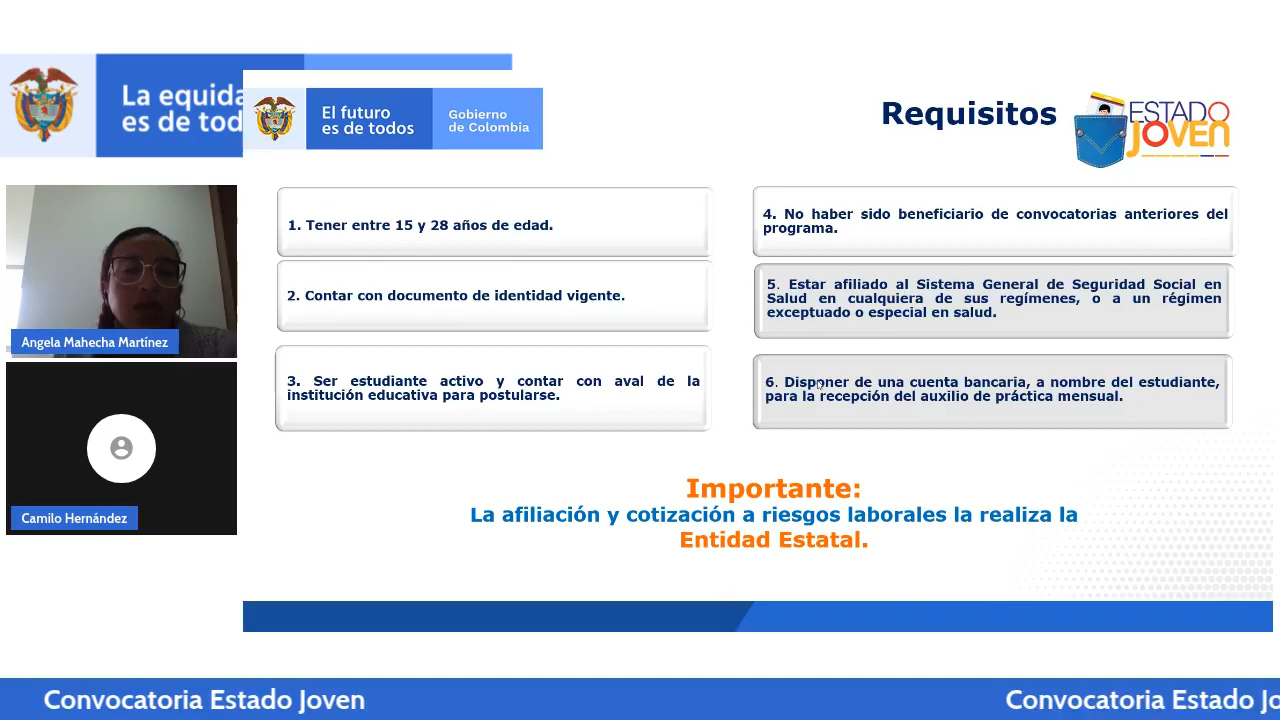 La equida
es de tod
El futuro
es de todos
Gobierno
de Colombia
Requisitos
ESTADO
JOVEN
Angela Mahecha Martínez
Camilo Hernández
1. Tener entre 15 y 28 años de edad.
2. Contar con documento de identidad vigente.
3. Ser estudiante activo y contar con aval de la
institución educativa para postularse.
4. No haber sido beneficiario de convocatorias anteriores del
programa.
5. Estar afiliado al Sistema General de Seguridad Social en
Salud en cualquiera de sus regímenes, o a un régimen
exceptuado o especial en salud.
6. Disponer de una cuenta bancaria, a nombre del estudiante,
para la recepción del auxilio de práctica mensual.
Importante:
La afiliación y cotización a riesgos laborales la realiza la
Entidad Estatal.
Convocatoria Estado Joven
Convocatoria Estado Jo